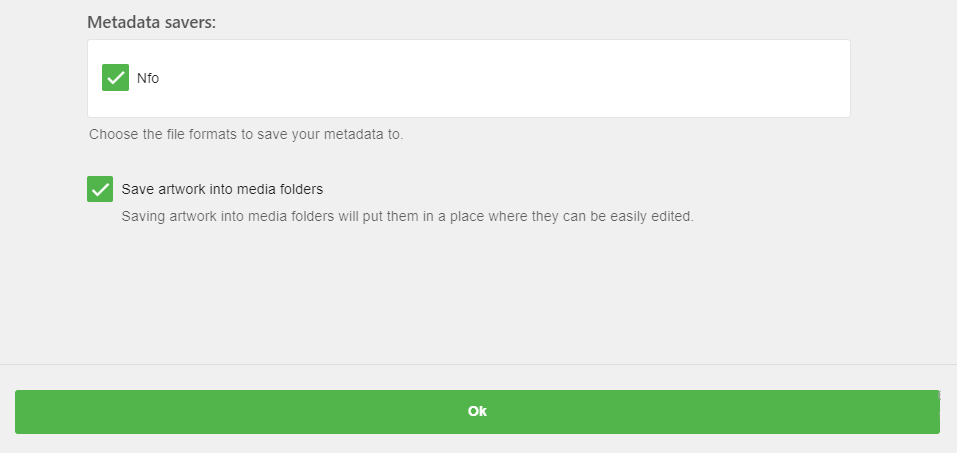 Metadata savers:
Nfo
Choose the file formats to save your metadata to.
Save artwork into media folders
Saving artwork into media folders will put them in a place where they can be easily edited.
Ok